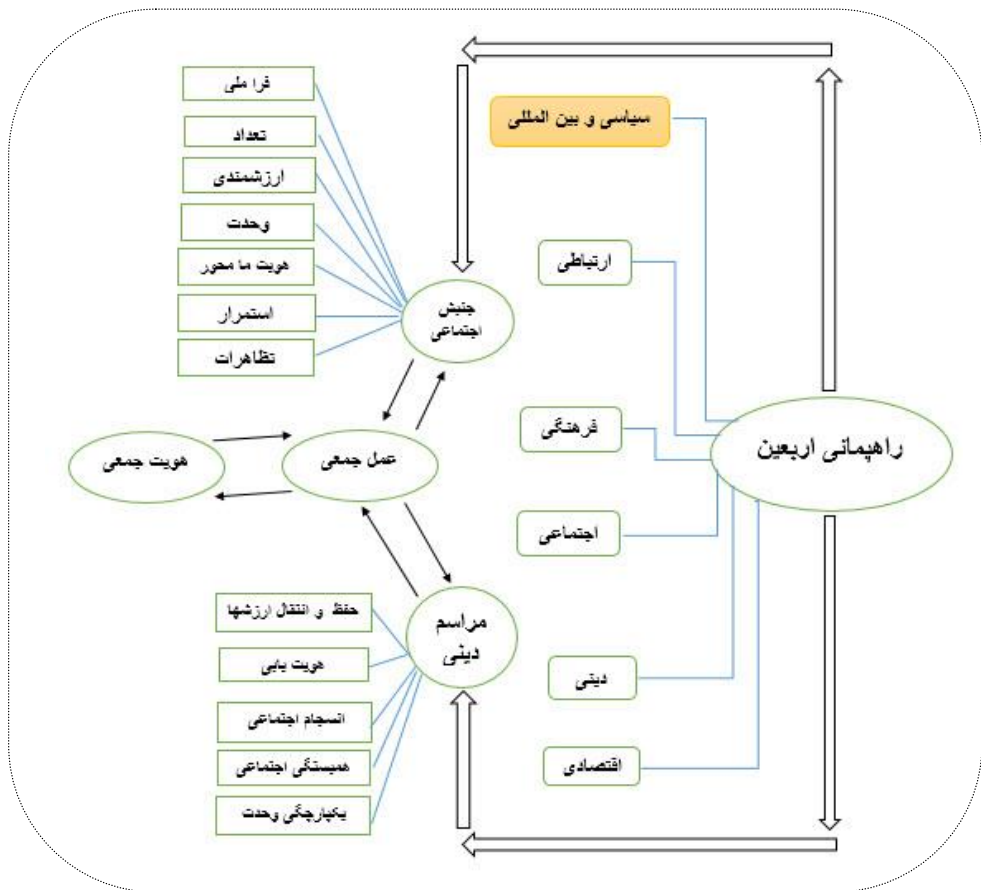 سیاسی و بین المللی
ارتباطی
فرهنگی
اجتماعی
دینی
اقتصادی
راهپمانی اربعین
فرا ملی
تعداد
ارزشمندی
وحدت
هویت ما محور
استمرار
تظاهرات
جنبش
اجتماعی
عمل جمعی
هویت جمعی
مراسم
دینی
حفظ و انتقال ارزشها
هویت یابی
انسجام اجتماعی
همبستگی اجتماعی
یکپارچگی وحدت